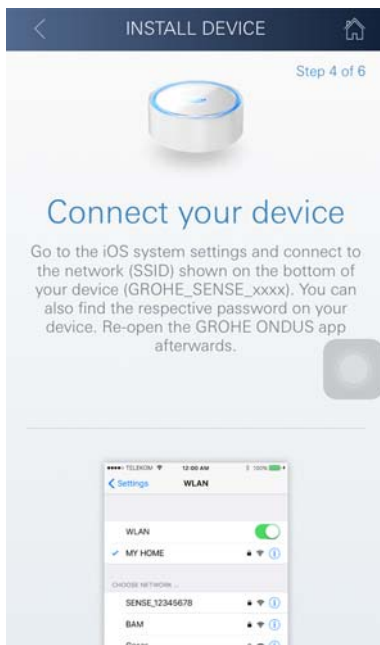 INSTALL DEVICE
Step 4 of 6
Connect your device
Go to the iOS system settings and connect to
the network (SSID) shown on the bottom of
your device (GROHE_SENSE_xxxx). You can
also find the respective password on your
device. Re-open the GROHE ONDUS app
afterwards.
TELEKOM 12:00 AM 100%
Settings WLAN
WLAN
MY HOME
CHOOSE NETWORK ...
SENSE_12345678
BAM